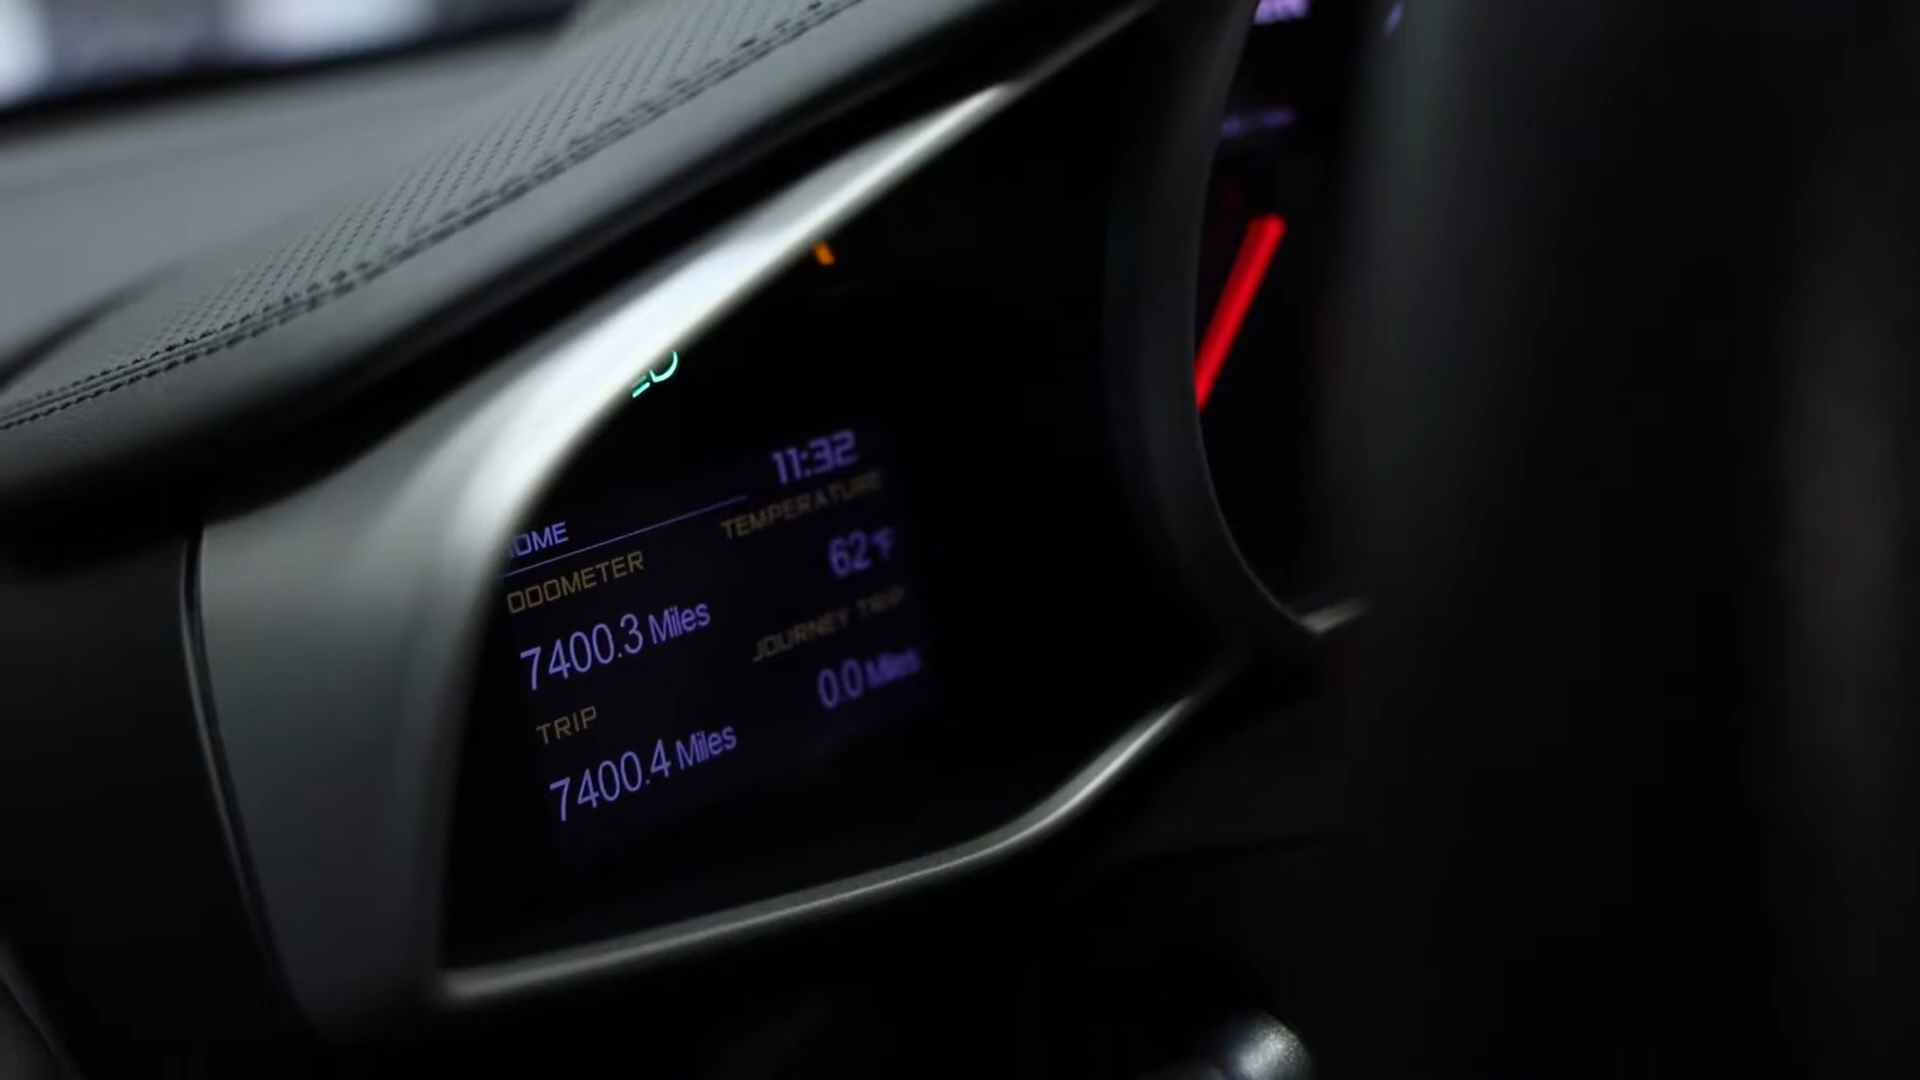 11:32
OME
TEMPERATURE
ODOMETER
62°F
7400.3 Miles
JOURNEY TRIP
TRIP
0.0 Miles
7400.4 Miles